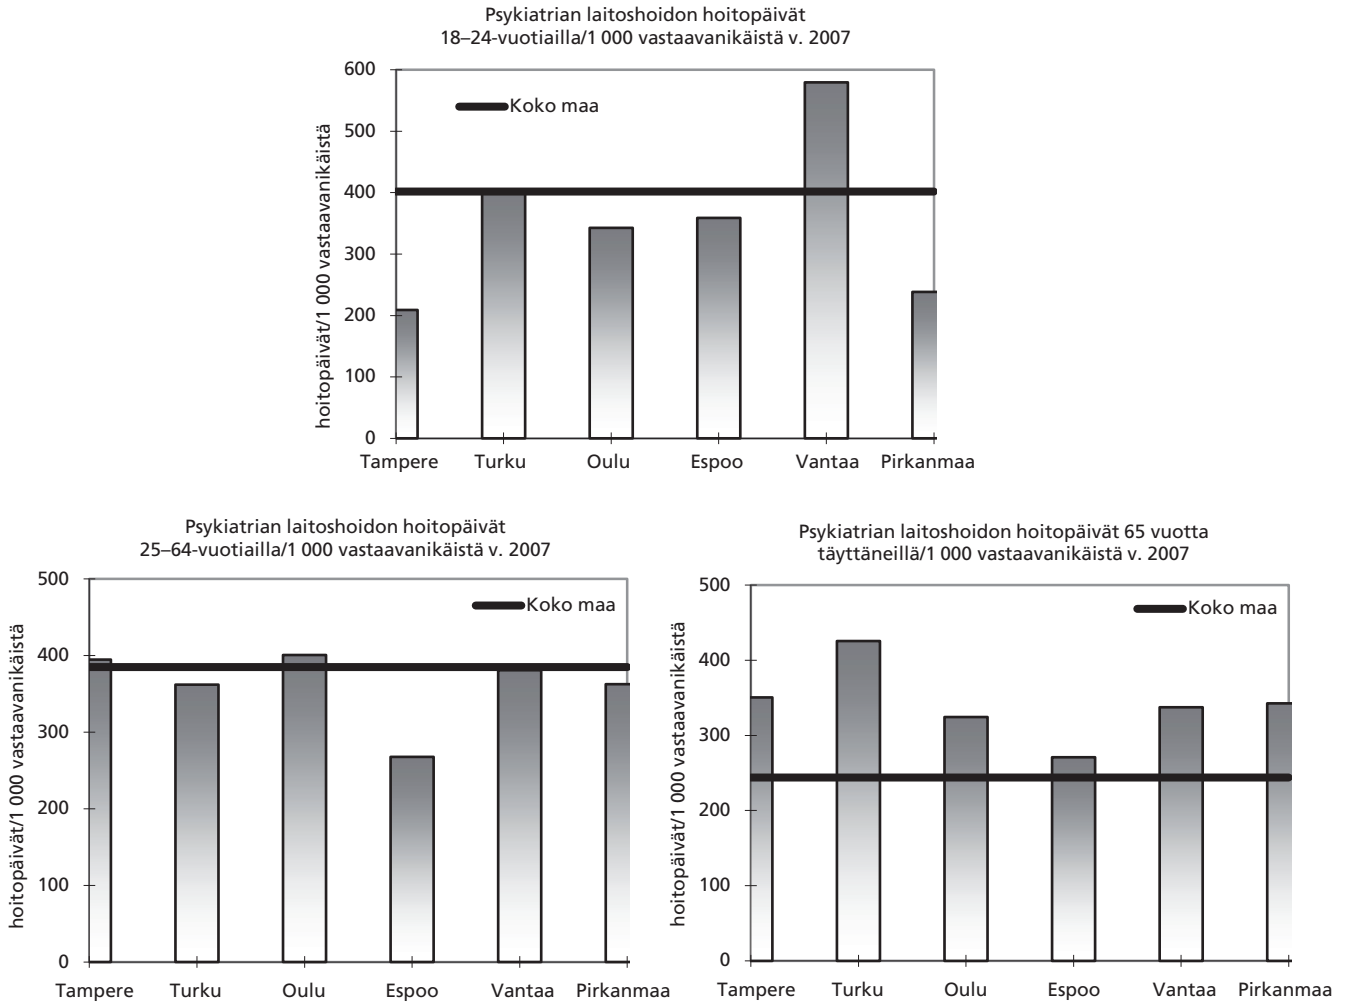 Psykiatrian laitoshoidon hoitopäivät
18–24-vuotiailla/1 000 vastaavanikäistä v. 2007
hoitopäivät/1 000 vastaavanikäistä
600
500
400
300
200
100
0
Koko maa
Tampere Turku Oulu Espoo Vantaa Pirkanmaa
Psykiatrian laitoshoidon hoitopäivät
25–64-vuotiailla/1 000 vastaavanikäistä v. 2007
hoitopäivät/1 000 vastaavanikäistä
500
400
300
200
100
0
Koko maa
Tampere Turku Oulu Espoo Vantaa Pirkanmaa
Psykiatrian laitoshoidon hoitopäivät 65 vuotta
täyttäneillä/1 000 vastaavanikäistä v. 2007
hoitopäivät/1 000 vastaavanikäistä
500
400
300
200
100
0
Koko maa
Tampere Turku Oulu Espoo Vantaa Pirkanmaa